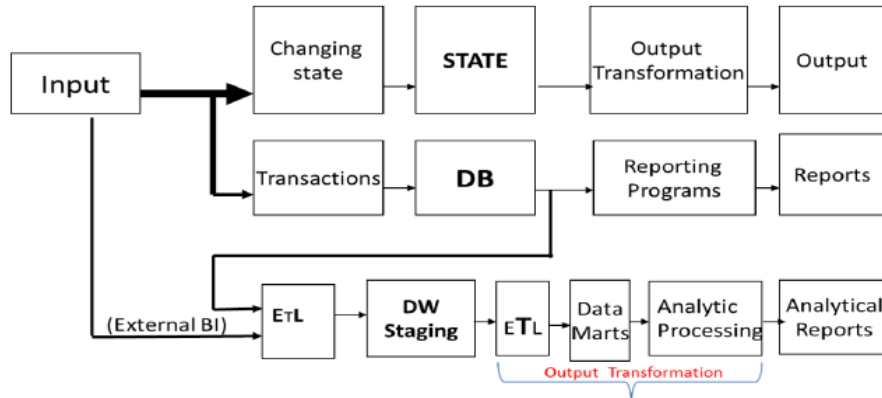 Input
Changing
state
STATE
Output
Transformation
Output
Transactions
DB
Reporting
Programs
Reports
(External BI)
ETL
DW
Staging
ETL
Data
Marts
Analytic
Processing
Analytical
Reports
Output Transformation